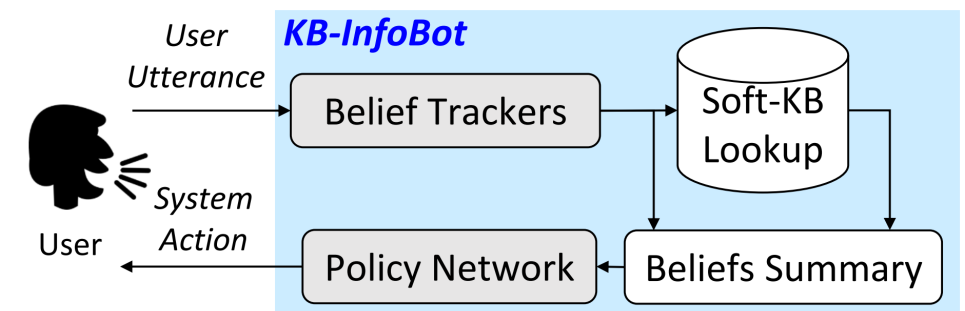 User
Utterance
KB-InfoBot
Belief Trackers
Soft-KB
Lookup
System
Action
User
Policy Network
Beliefs Summary